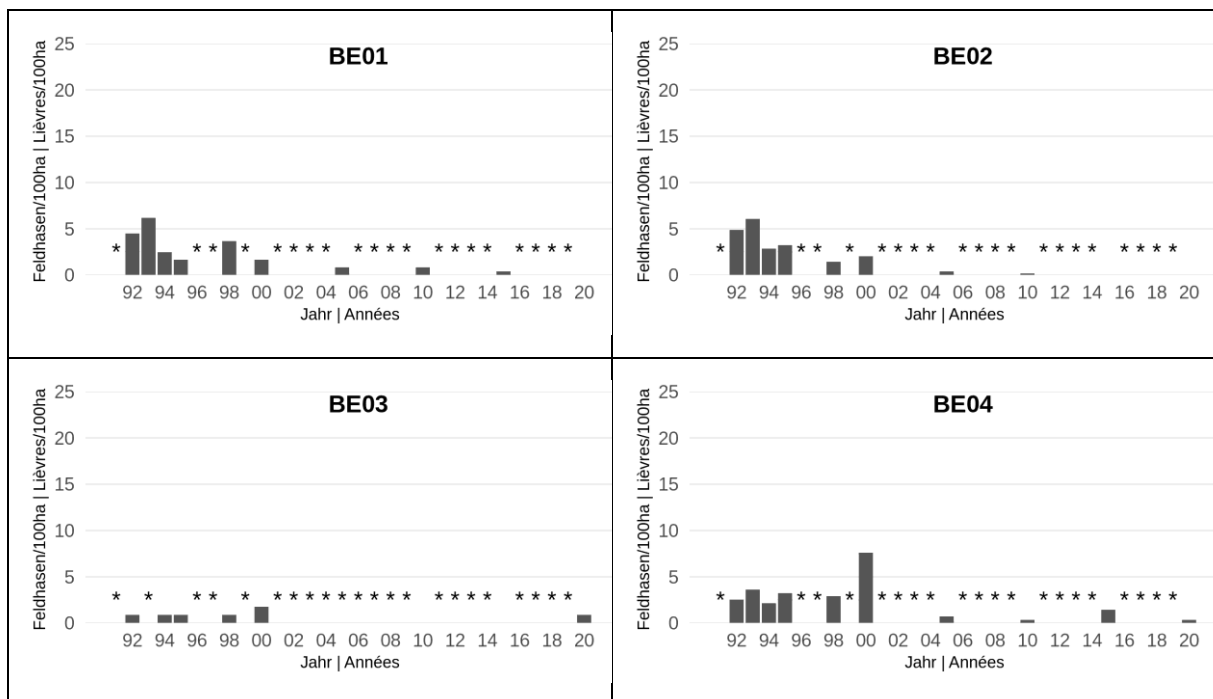 BE01
Feldhasen/100ha | Lièvres/100ha
25
20
15
10
5
* * * * * * * * * * * * * * * * * * * *
0
92 94 96 98 00 02 04 06 08 10 12 14 16 18 20
Jahr | Années
BE02
Feldhasen/100ha | Lièvres/100ha
25
20
15
10
5
* * * * * * * * * * * * * * * * * * * *
0
92 94 96 98 00 02 04 06 08 10 12 14 16 18 20
Jahr | Années
BE03
Feldhasen/100ha | Lièvres/100ha
25
20
15
10
5
* * * * * * * * * * * * * * * * * * * * * *
0
92 94 96 98 00 02 04 06 08 10 12 14 16 18 20
Jahr | Années
BE04
Feldhasen/100ha | Lièvres/100ha
25
20
15
10
5
* * * * * * * * * * * * * * * * * * * *
0
92 94 96 98 00 02 04 06 08 10 12 14 16 18 20
Jahr | Années